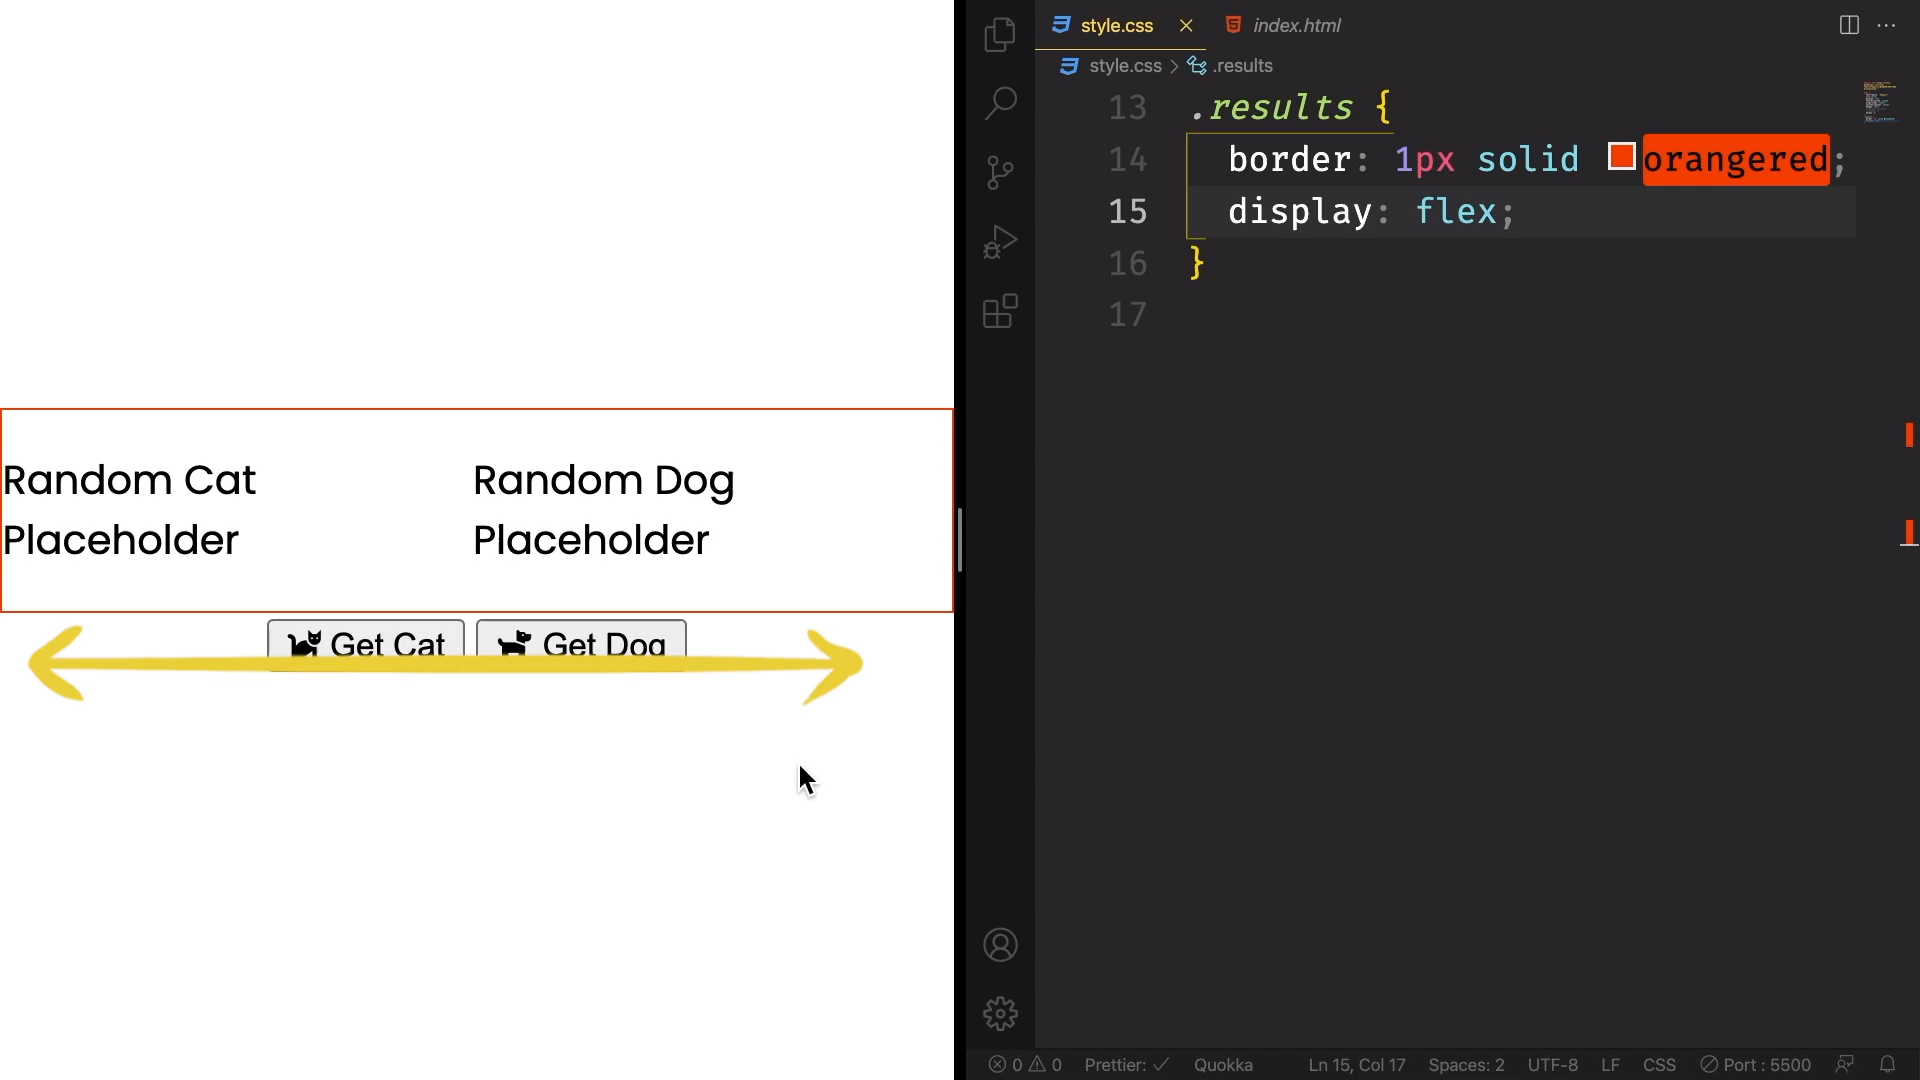 style.css
index.html
style.css > .results
13 .results {
14 border: 1px solid orangered;
15 display: flex;
16 }
17
Random Cat
Placeholder
Random Dog
Placeholder
Get Cat
Get Dog
0 0 Prettier: ✓ Quokka Ln 15, Col 17 Spaces: 2 UTF-8 LF CSS Port : 5500